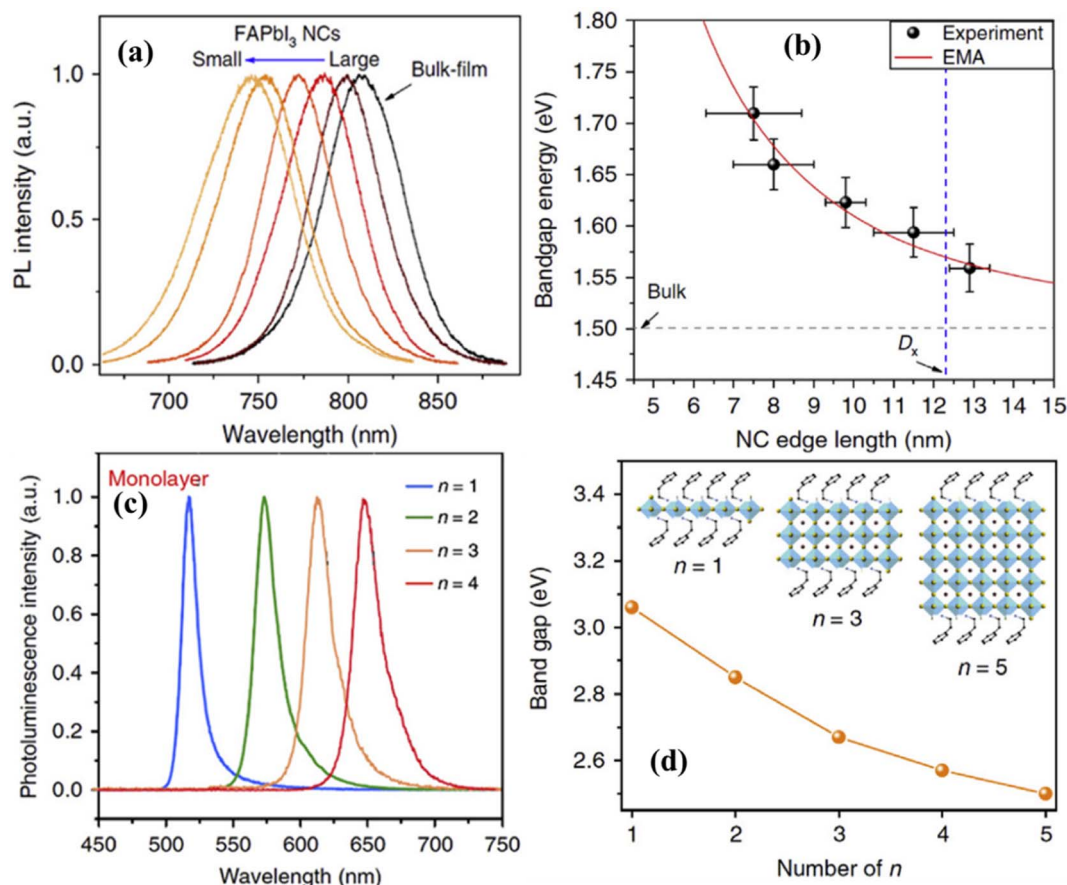 (a)
FAPbI₃ NCs
Small Large
Bulk-film
1.0
0.5
0.0
PL intensity (a.u.)
700 750 800 850
Wavelength (nm)
(b)
Experiment
EMA
1.80
1.75
1.70
1.65
1.60
1.55
1.50
1.45
Bandgap energy (eV)
Bulk
Dₓ
5 6 7 8 9 10 11 12 13 14 15
NC edge length (nm)
Monolayer
(c)
n = 1
n = 2
n = 3
n = 4
1.0
0.8
0.6
0.4
0.2
0.0
Photoluminescence intensity (a.u.)
450 500 550 600 650 700 750
Wavelength (nm)
3.4
3.2
3.0
2.8
2.6
Band gap (eV)
n = 1
n = 3
n = 5
(d)
1 2 3 4 5
Number of n